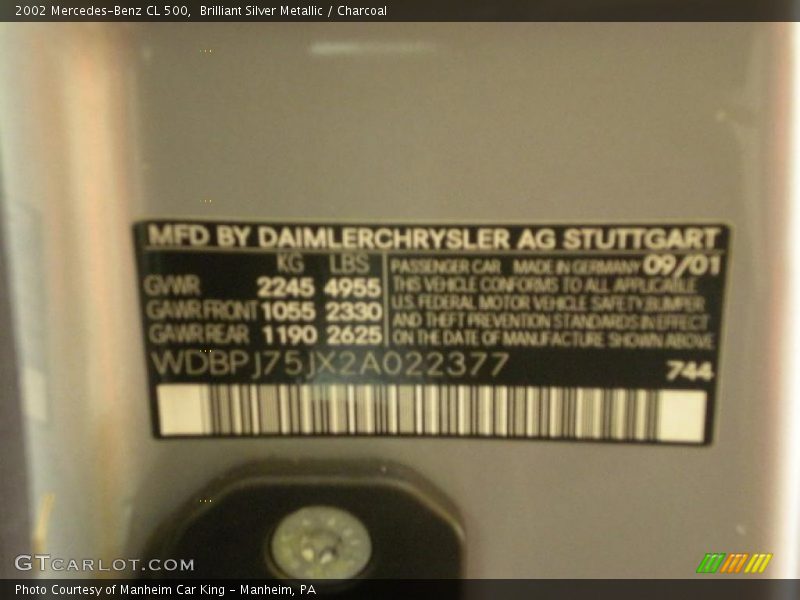 2002 Mercedes-Benz CL 500, Brilliant Silver Metallic / Charcoal
MFD BY DAIMLERCHRYSLER AG STUTTGART
KG LBS
GVWR 2245 4955
GAWR FRONT 1055 2330
GAWR REAR 1190 2625
PASSENGER CAR MADE IN GERMANY 09/01
THIS VEHICLE CONFORMS TO ALL APPLICABLE
U.S. FEDERAL MOTOR VEHICLE SAFETY BUMPER
AND THEFT PREVENTION STANDARDS IN EFFECT
ON THE DATE OF MANUFACTURE SHOWN ABOVE
WDBPJ75JX2A022377
744
GTCARLOT.COM
Photo Courtesy of Manheim Car King - Manheim, PA